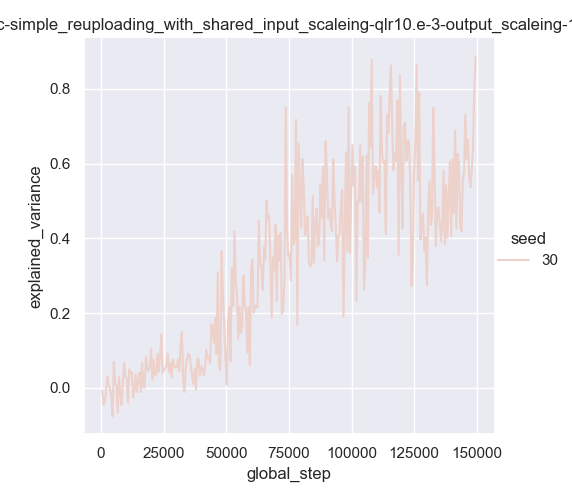 c-simple_reuploading_with_shared_input_scaleing-qlr10.e-3-output_scaleing-1
0.8
0.6
0.4
0.2
0.0
explained_variance
seed
30
0 25000 50000 75000 100000 125000 150000
global_step